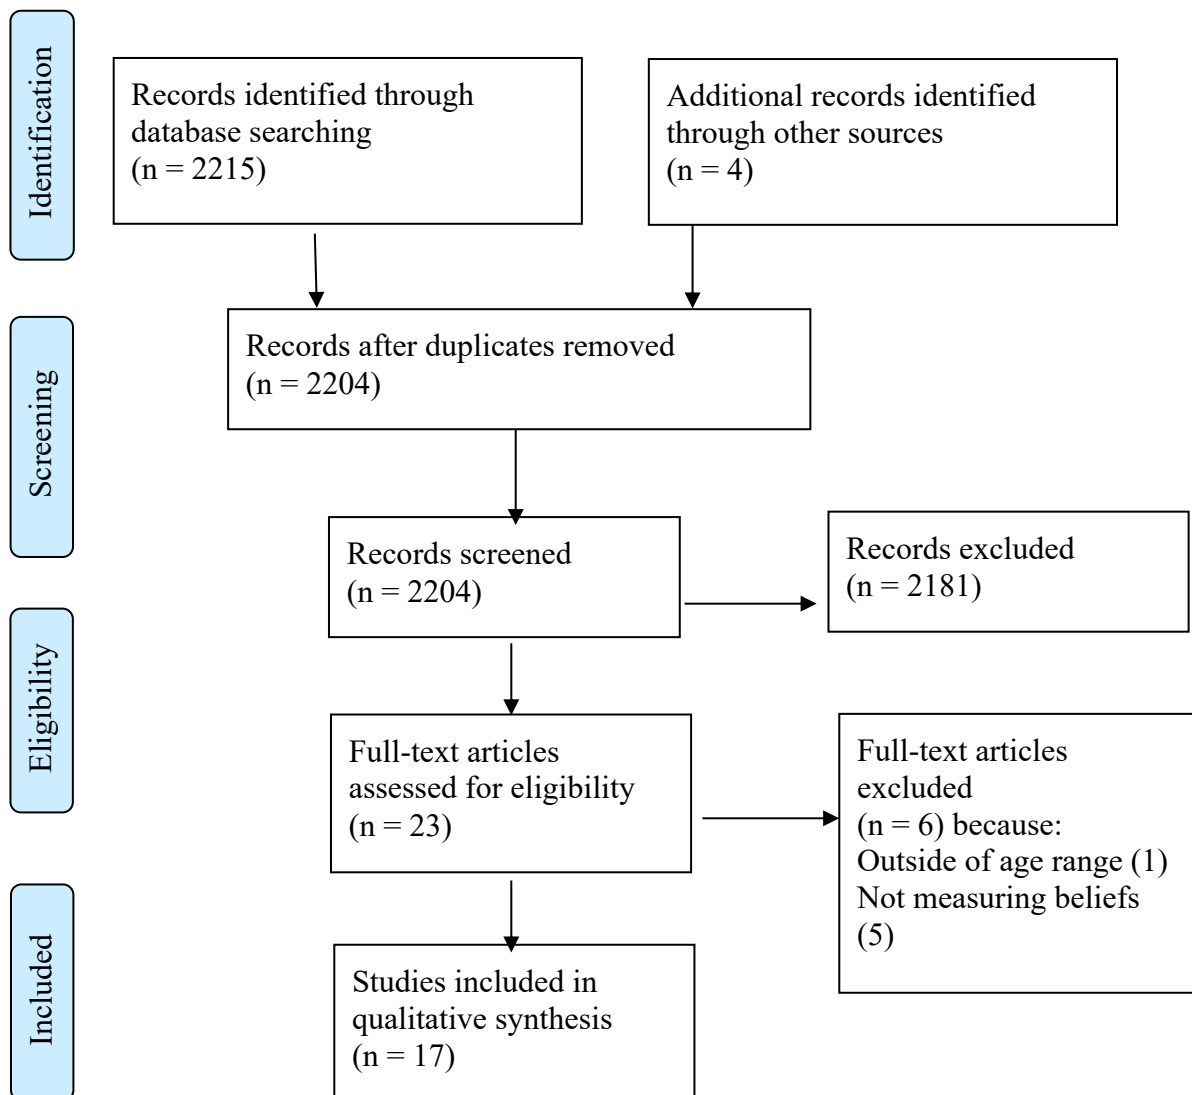 Identification
Records identified through
database searching
(n = 2215)
Additional records identified
through other sources
(n = 4)
Screening
Records after duplicates removed
(n = 2204)
Records screened
(n = 2204)
Records excluded
(n = 2181)
Eligibility
Full-text articles
assessed for eligibility
(n = 23)
Full-text articles
excluded
(n = 6) because:
Outside of age range (1)
Not measuring beliefs
(5)
Included
Studies included in
qualitative synthesis
(n = 17)